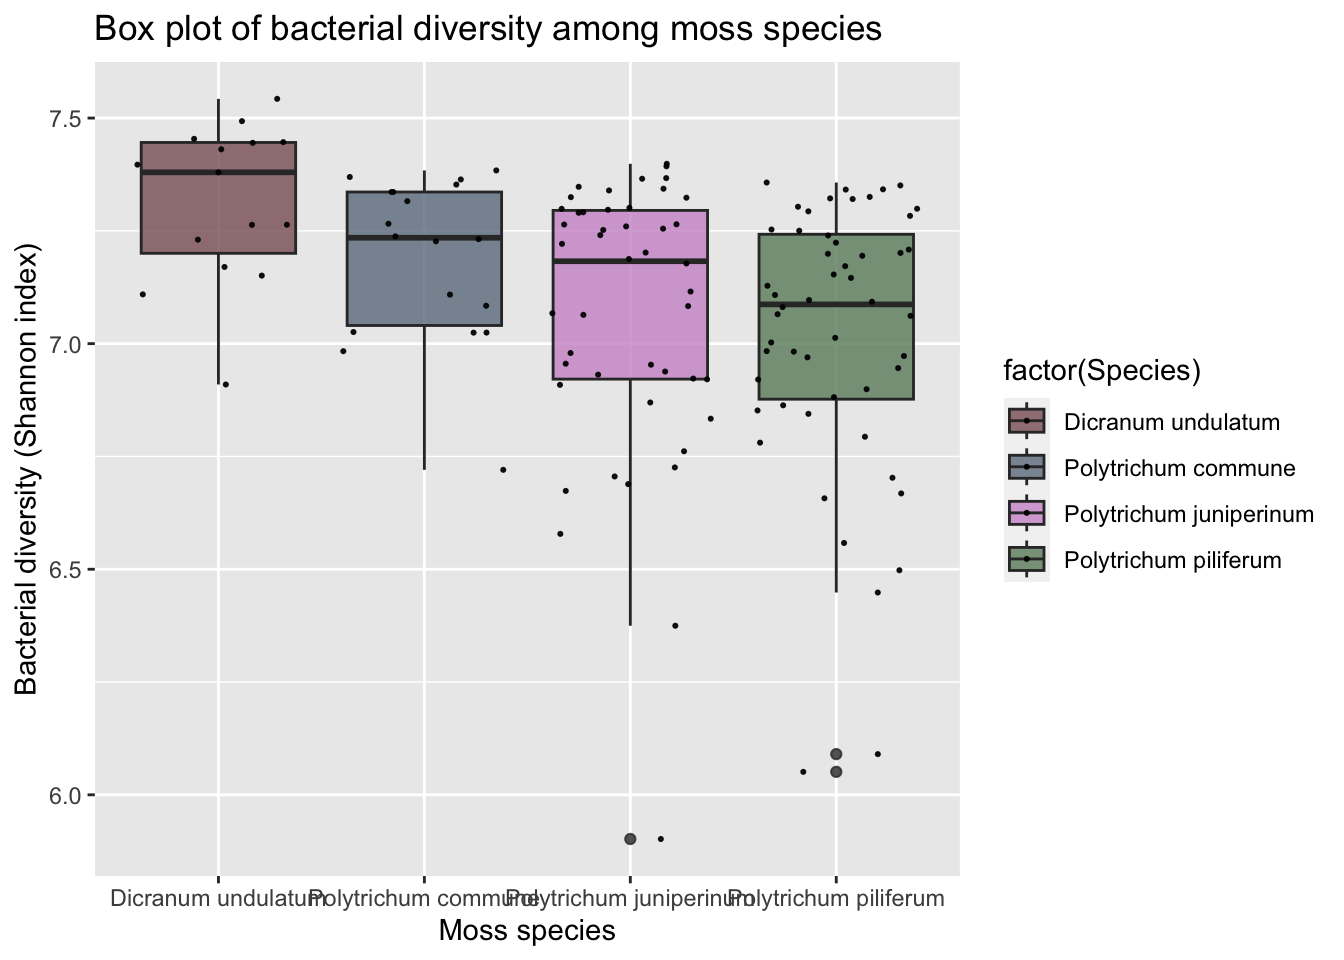 Box plot of bacterial diversity among moss species
Bacterial diversity (Shannon index)
7.5
7.0
6.5
6.0
Dicranum undulatum Polytrichum commune Polytrichum juniperinum Polytrichum piliferum
Moss species
factor(Species)
Dicranum undulatum
Polytrichum commune
Polytrichum juniperinum
Polytrichum piliferum